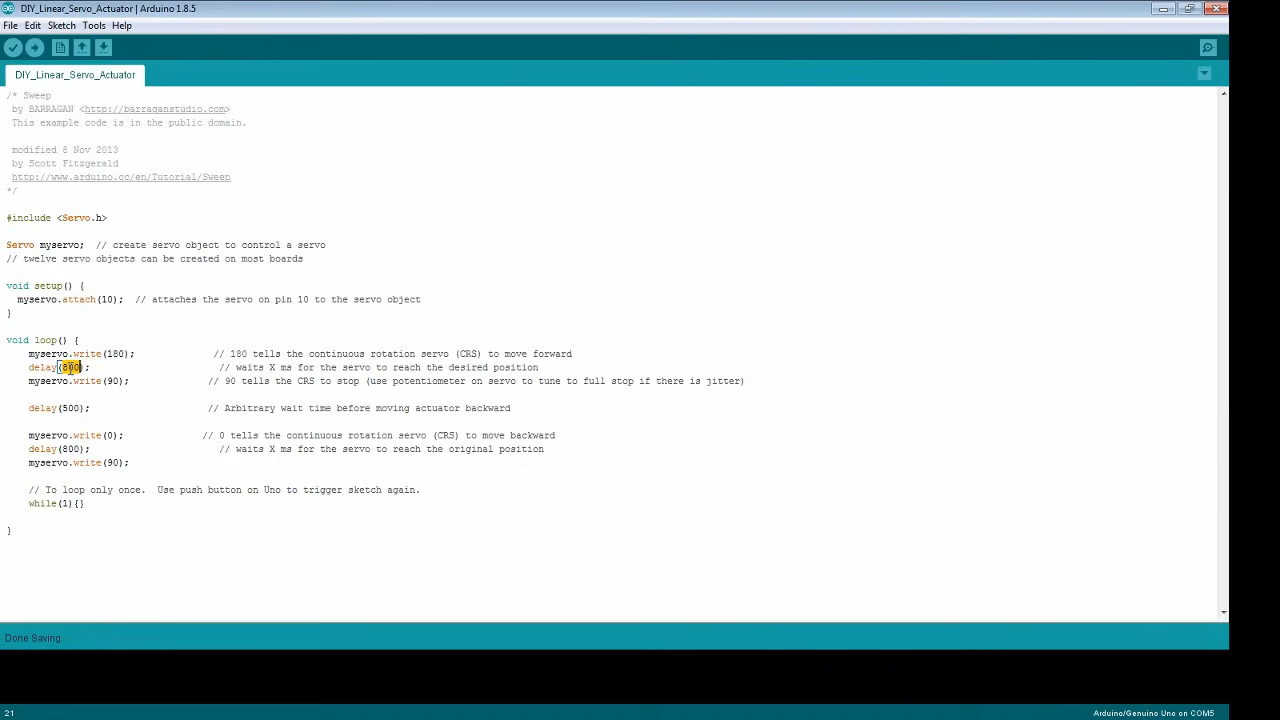 DIY_Linear_Servo_Actuator | Arduino 1.8.5
File Edit Sketch Tools Help
DIY_Linear_Servo_Actuator
/* Sweep
by BARRAGAN <http://barraganstudio.com>
This example code is in the public domain.
modified 8 Nov 2013
by Scott Fitzgerald
http://www.arduino.cc/en/Tutorial/Sweep
*/
#include <Servo.h>
Servo myservo;  // create servo object to control a servo
// twelve servo objects can be created on most boards
void setup() {
myservo.attach(10);  // attaches the servo on pin 10 to the servo object
}
void loop() {
myservo.write(180);  // 180 tells the continuous rotation servo (CRS) to move forward
delay(800);  // waits X ms for the servo to reach the desired position
myservo.write(90);  // 90 tells the CRS to stop (use potentiometer on servo to tune to full stop if there is jitter)
delay(500);  // Arbitrary wait time before moving actuator backward
myservo.write(0);  // 0 tells the continuous rotation servo (CRS) to move backward
delay(800);  // waits X ms for the servo to reach the original position
myservo.write(90);
// To loop only once.  Use push button on Uno to trigger sketch again.
while(1){}
}
Done Saving.
21 Arduino/Genuino Uno on COM5